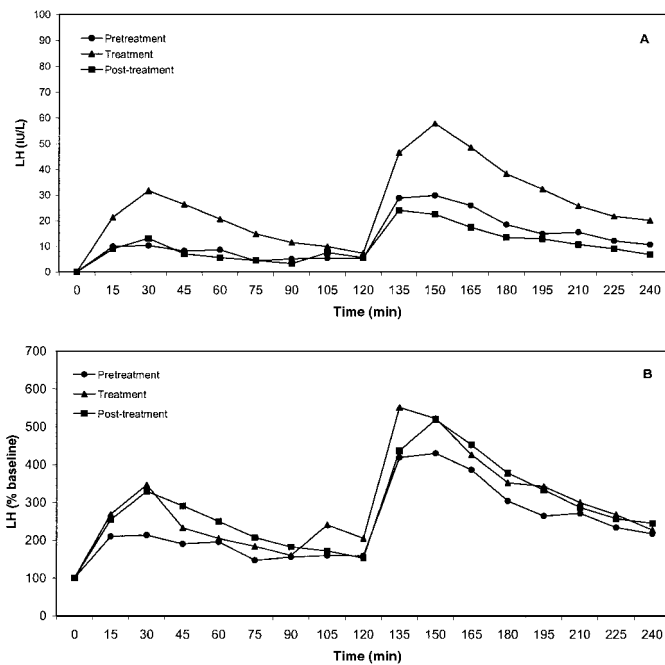 A
100
90
80
70
60
50
40
30
20
10
0
LH (IU/L)
Pretreatment
Treatment
Post-treatment
0 15 30 45 60 75 90 105 120 135 150 165 180 195 210 225 240
Time (min)
B
700
600
500
400
300
200
100
0
LH (% baseline)
Pretreatment
Treatment
Post-treatment
0 15 30 45 60 75 90 105 120 135 150 165 180 195 210 225 240
Time (min)